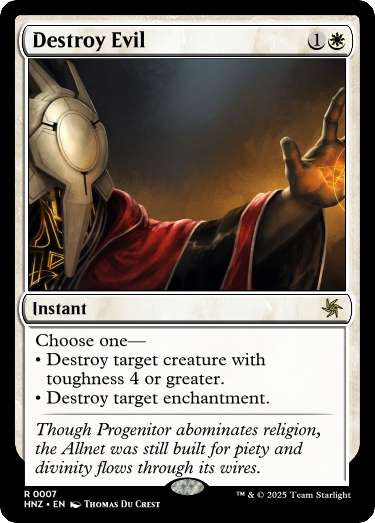 Destroy Evil 1
Instant
Choose one—
• Destroy target creature with
toughness 4 or greater.
• Destroy target enchantment.
Though Progenitor abominates religion,
the Allnet was still built for piety and
divinity flows through its wires.
R 0007
HNZ • EN Thomas Du Crest
™ & © 2025 Team Starlight